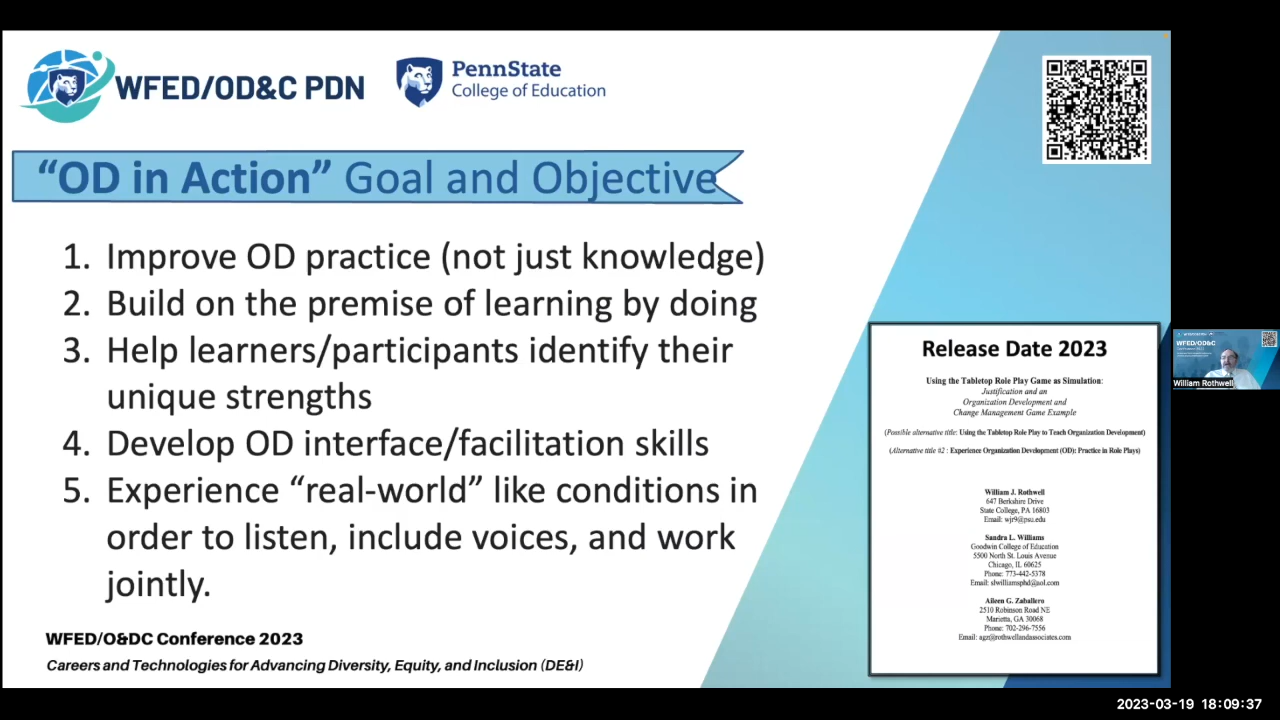 WFED/OD&C PDN
PennState
College of Education
“OD in Action” Goal and Objective
1. Improve OD practice (not just knowledge)
2. Build on the premise of learning by doing
3. Help learners/participants identify their
unique strengths
4. Develop OD interface/facilitation skills
5. Experience “real-world” like conditions in
order to listen, include voices, and work
jointly.
WFED/O&DC Conference 2023
Careers and Technologies for Advancing Diversity, Equity, and Inclusion (DE&I)
Release Date 2023
Using the Tabletop Role Play Game as Simulation:
Justification and an
Organization Development and
Change Management Game Example
(Possible alternative title: Using the Tabletop Role Play to Teach Organization Development)
(Alternative title #2 : Experience Organization Development (OD): Practice in Role Plays)
William J. Rothwell
647 Berkshire Drive
State College, PA 16803
Email: wjr9@psu.edu
Sandra L. Williams
Goodwin College of Education
5500 North St. Louis Avenue
Chicago, IL 60625
Phone: 773-442-5378
Email: slwilliamsphd@aol.com
Aileen G. Zaballero
2510 Robinson Road NE
Marietta, GA 30068
Phone: 702-296-7556
Email: agz@rothwellandassociates.com
WFED/OD&C
William Rothwell
2023-03-19 18:09:37